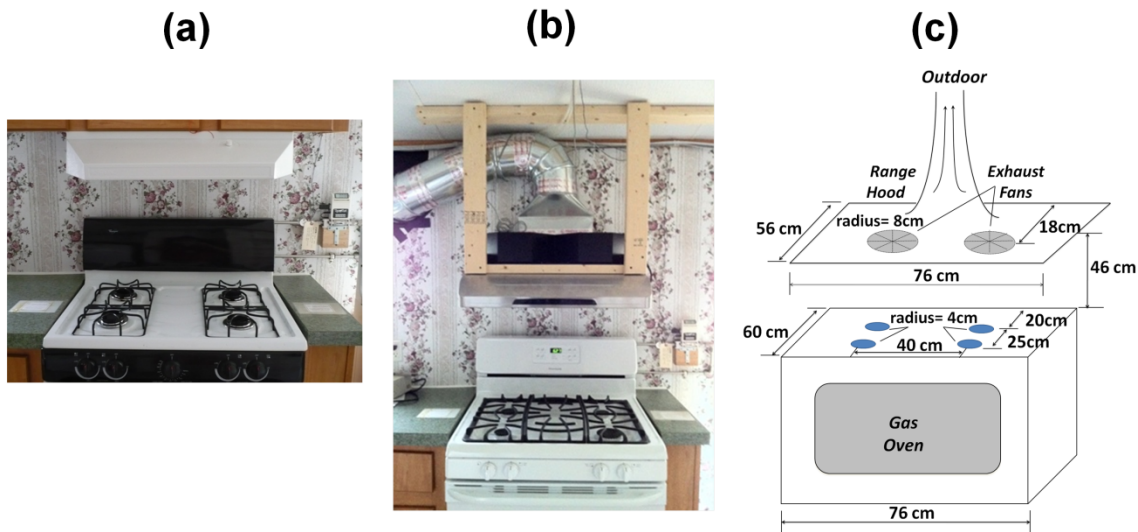 (a)
(b)
(c)
Outdoor
Range
Hood
Exhaust
Fans
radius= 8cm
56 cm
18cm
76 cm
46 cm
60 cm
radius= 4cm
20cm
25cm
40 cm
Gas
Oven
76 cm